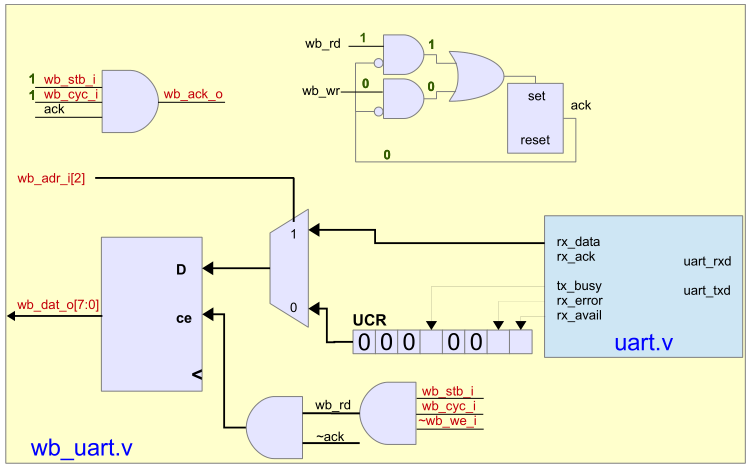 wb_rd
1
1
wb_wr
0
0
set
reset
ack
0
1 wb_stb_i
1 wb_cyc_i
ack
wb_ack_o
wb_adr_i[2]
1
0
D
ce
<
wb_dat_o[7:0]
UCR
0 0 0 0 0
rx_data
rx_ack
tx_busy
rx_error
rx_avail
uart_rxd
uart_txd
uart.v
wb_rd
~ack
wb_stb_i
wb_cyc_i
~wb_we_i
wb_uart.v